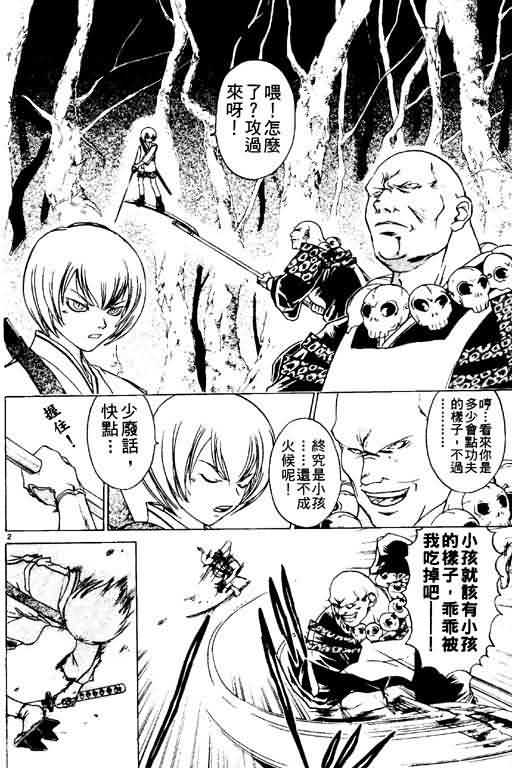 喂！怎麼
了？攻過
來呀！
哼…看來你是
多少會點功夫
的樣子，不過
………
終究是小孩
……還不成
火候呢！
少廢話，
快點…
握住！
小孩就該有小孩
的樣子，乖乖被
我吃掉吧——！
2